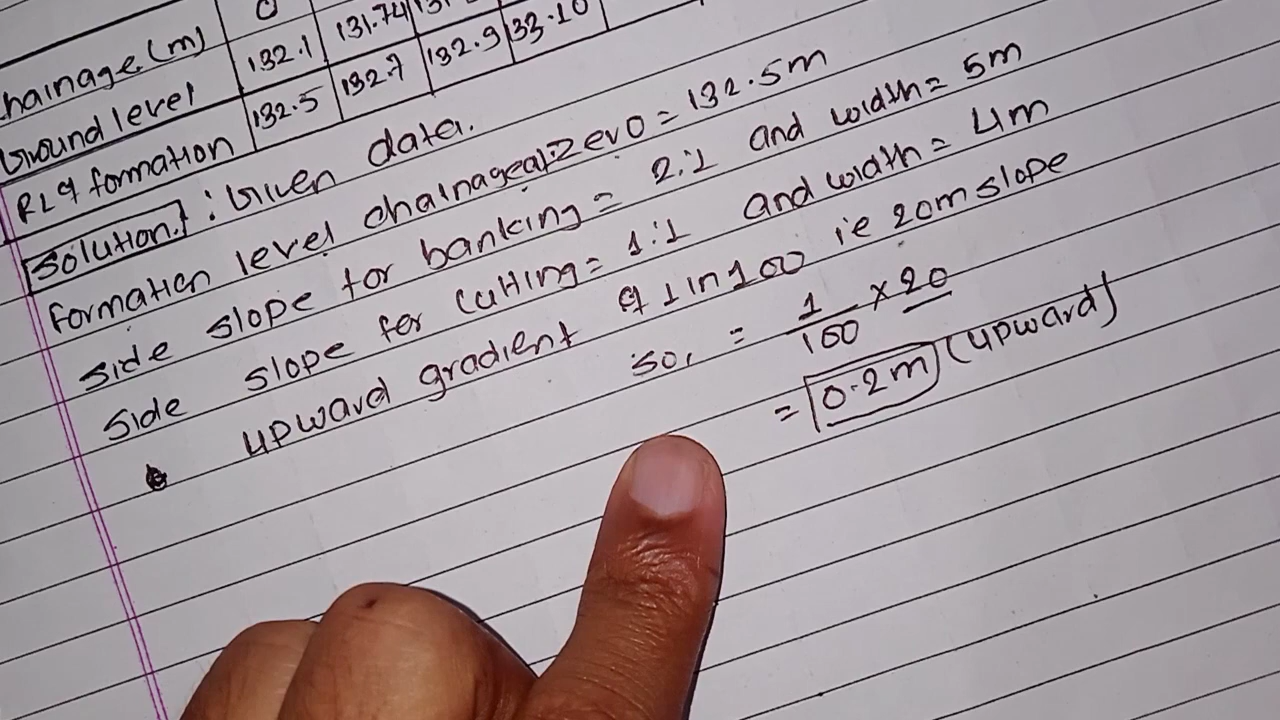 hainage (m) 0
Ground level 132.1 131.74
RL of formation 132.5 132.7 132.9 133.10
Solution: Given data.
formation level chainage at zero = 132.5m
side slope for banking = 2:1 and width = 5m
Side slope for cutting = 1:1 and width = 4m
upward gradient of 1 in 100 ie 20m slope
so, = 1/100 × 20
= 0.2m (upward)